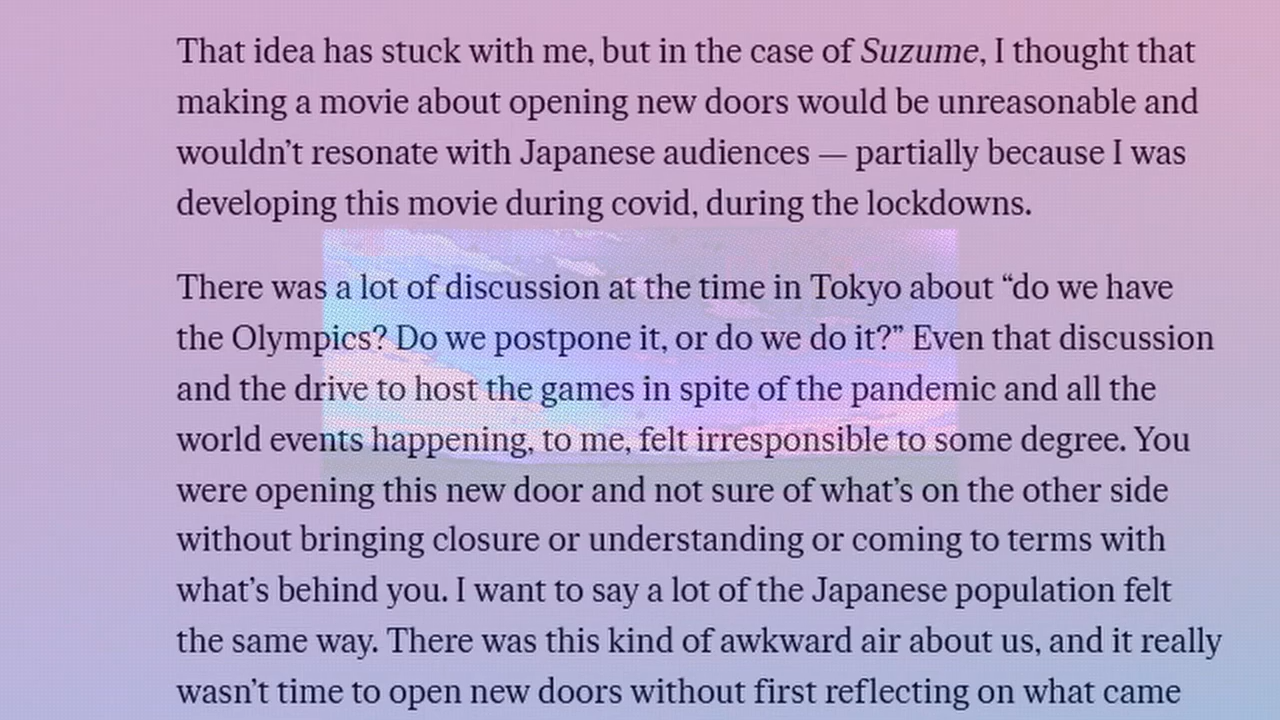 That idea has stuck with me, but in the case of Suzume, I thought that
making a movie about opening new doors would be unreasonable and
wouldn’t resonate with Japanese audiences — partially because I was
developing this movie during covid, during the lockdowns.
There was a lot of discussion at the time in Tokyo about “do we have
the Olympics? Do we postpone it, or do we do it?” Even that discussion
and the drive to host the games in spite of the pandemic and all the
world events happening, to me, felt irresponsible to some degree. You
were opening this new door and not sure of what’s on the other side
without bringing closure or understanding or coming to terms with
what’s behind you. I want to say a lot of the Japanese population felt
the same way. There was this kind of awkward air about us, and it really
wasn’t time to open new doors without first reflecting on what came